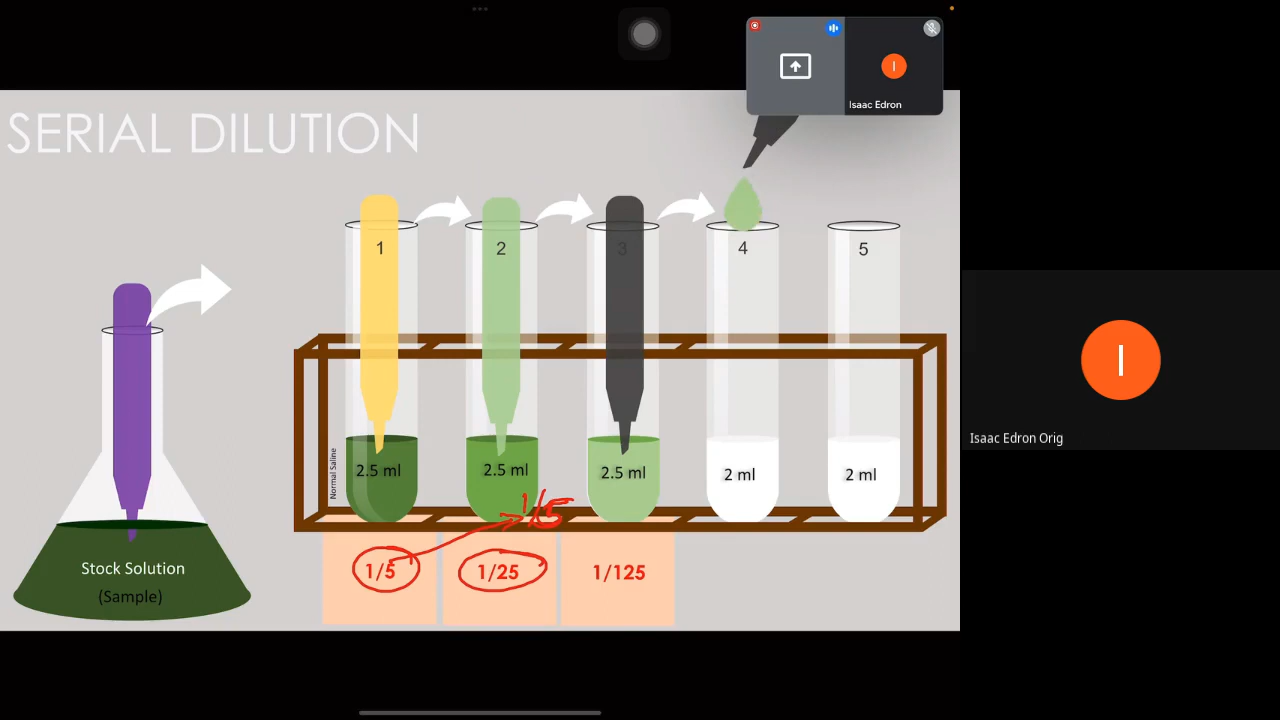 Isaac Edron
SERIAL DILUTION
1
2
3
4
5
Normal Saline
2.5 ml
2.5 ml
2.5 ml
2 ml
2 ml
1/5
Stock Solution
(Sample)
1/5
1/25
1/125
I
I
Isaac Edron Orig